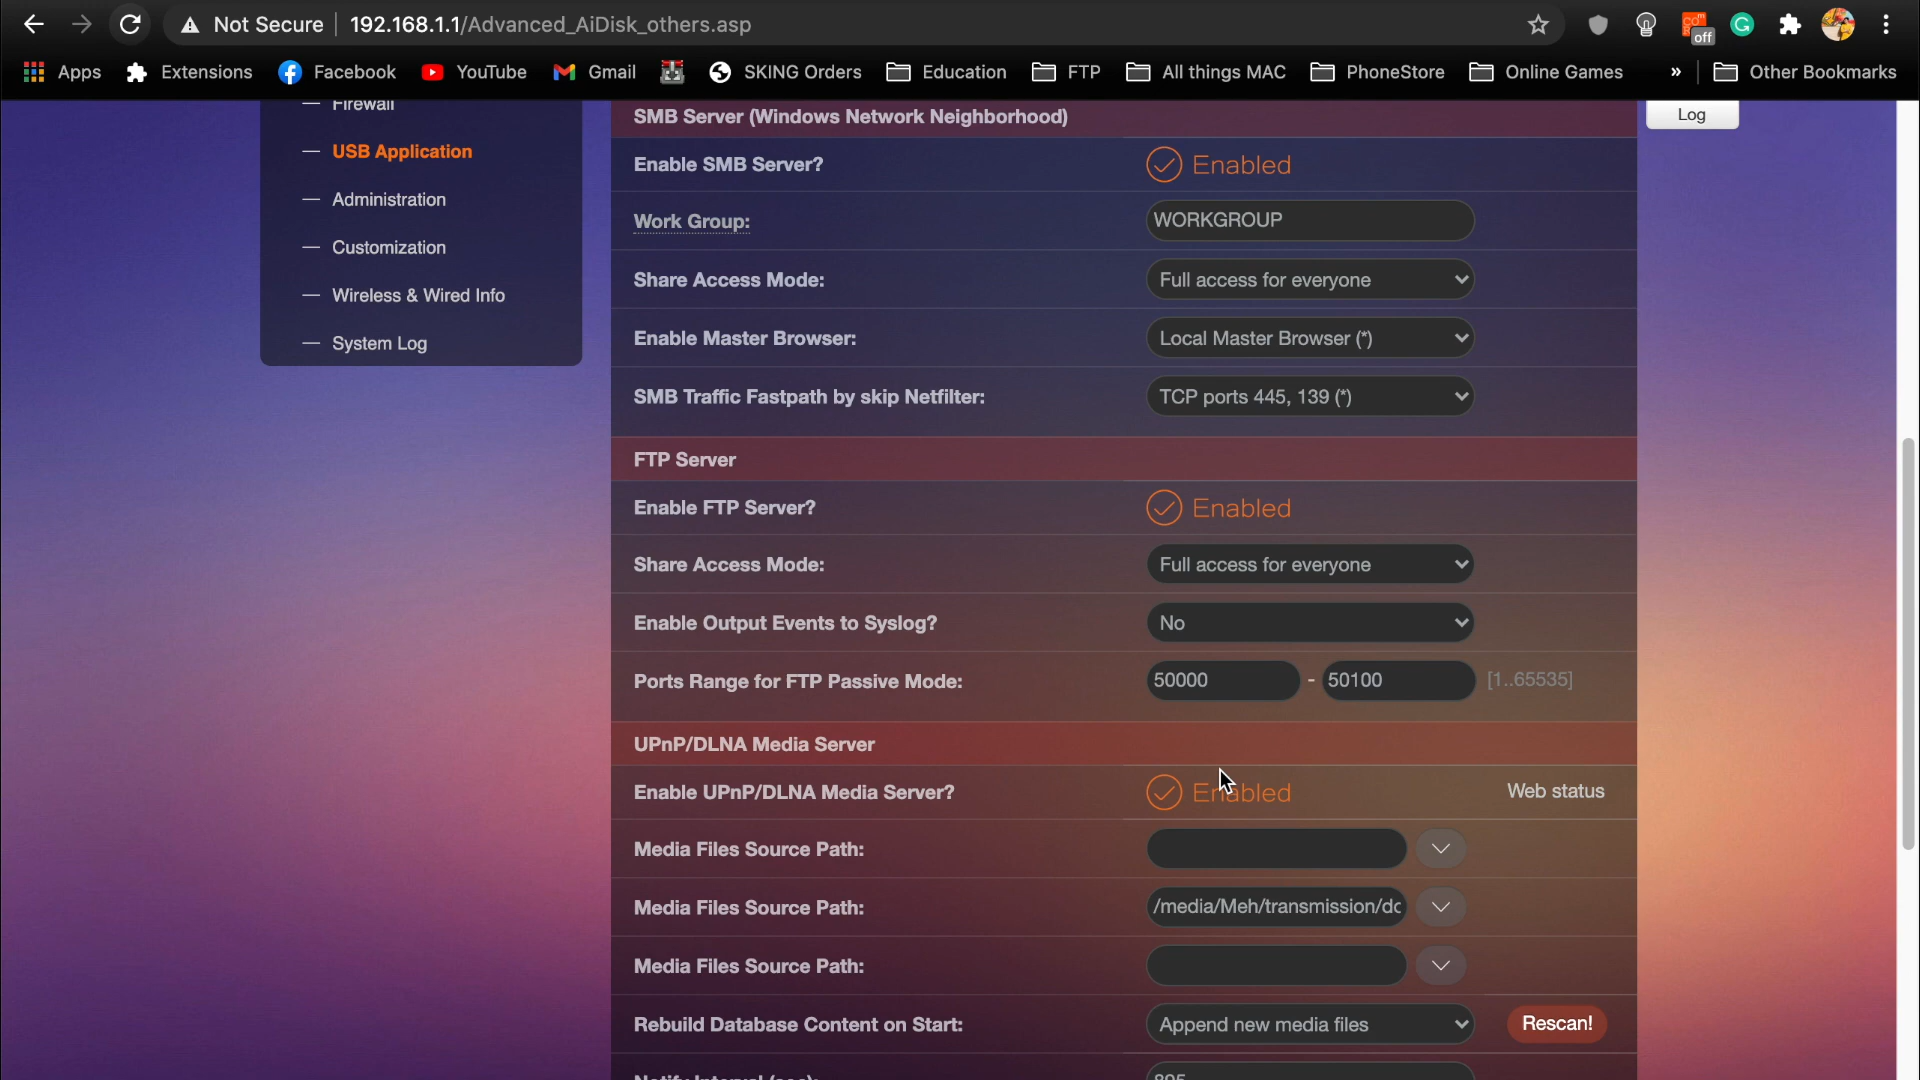 Not Secure 192.168.1.1/Advanced_AiDisk_others.asp
off
Apps Extensions Facebook YouTube Gmail SKING Orders Education FTP All things MAC PhoneStore Online Games » Other Bookmarks
Firewall
USB Application
Administration
Customization
Wireless & Wired Info
System Log
Log
SMB Server (Windows Network Neighborhood)
Enable SMB Server? Enabled
Work Group: WORKGROUP
Share Access Mode: Full access for everyone
Enable Master Browser: Local Master Browser (*)
SMB Traffic Fastpath by skip Netfilter: TCP ports 445, 139 (*)
FTP Server
Enable FTP Server? Enabled
Share Access Mode: Full access for everyone
Enable Output Events to Syslog? No
Ports Range for FTP Passive Mode: 50000 - 50100 [1..65535]
UPnP/DLNA Media Server
Enable UPnP/DLNA Media Server? Enabled Web status
Media Files Source Path:
Media Files Source Path: /media/Meh/transmission/dc
Media Files Source Path:
Rebuild Database Content on Start: Append new media files Rescan!